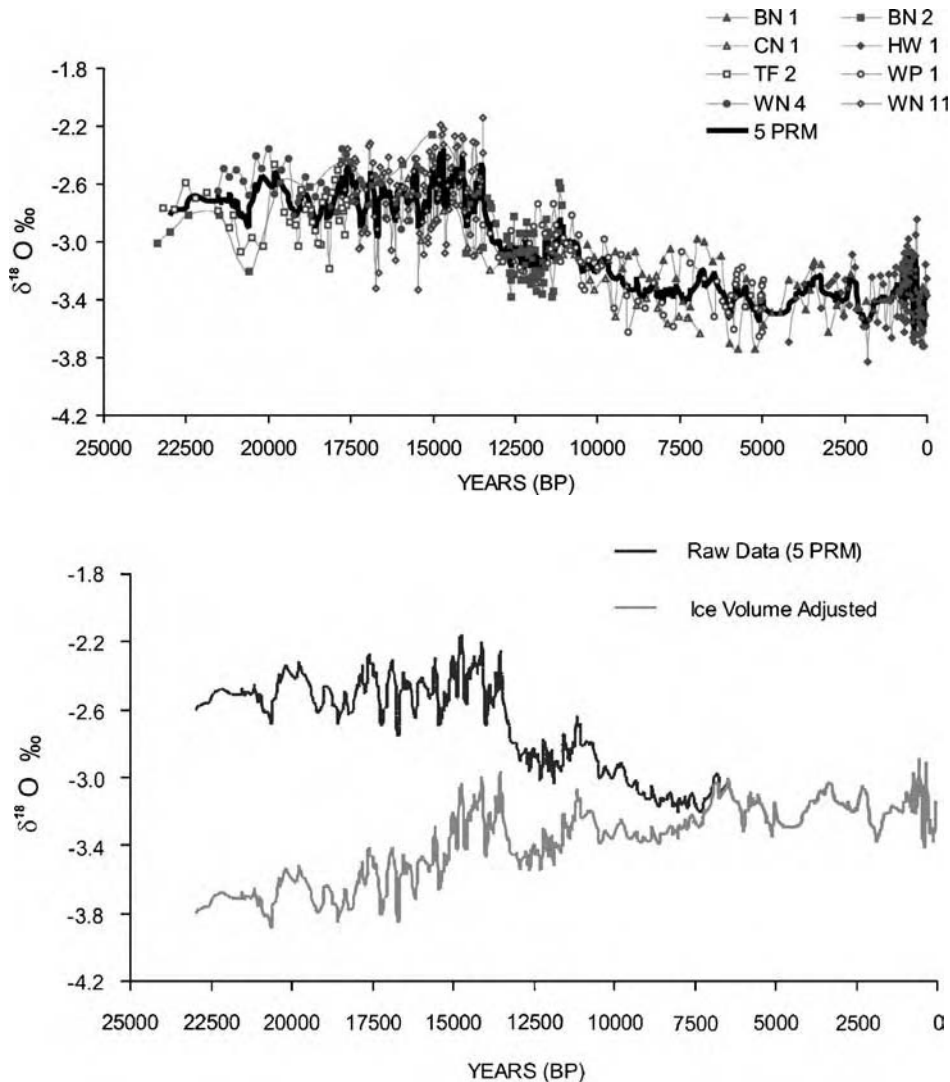 BN 1 BN 2
CN 1 HW 1
TF 2 WP 1
WN 4 WN 11
5 PRM
-1.8
-2.2
-2.6
-3.0
-3.4
-3.8
-4.2
δ18 O ‰
25000 22500 20000 17500 15000 12500 10000 7500 5000 2500 0
YEARS (BP)
Raw Data (5 PRM)
Ice Volume Adjusted
-1.8
-2.2
-2.6
-3.0
-3.4
-3.8
-4.2
δ18 O ‰
25000 22500 20000 17500 15000 12500 10000 7500 5000 2500 0
YEARS (BP)